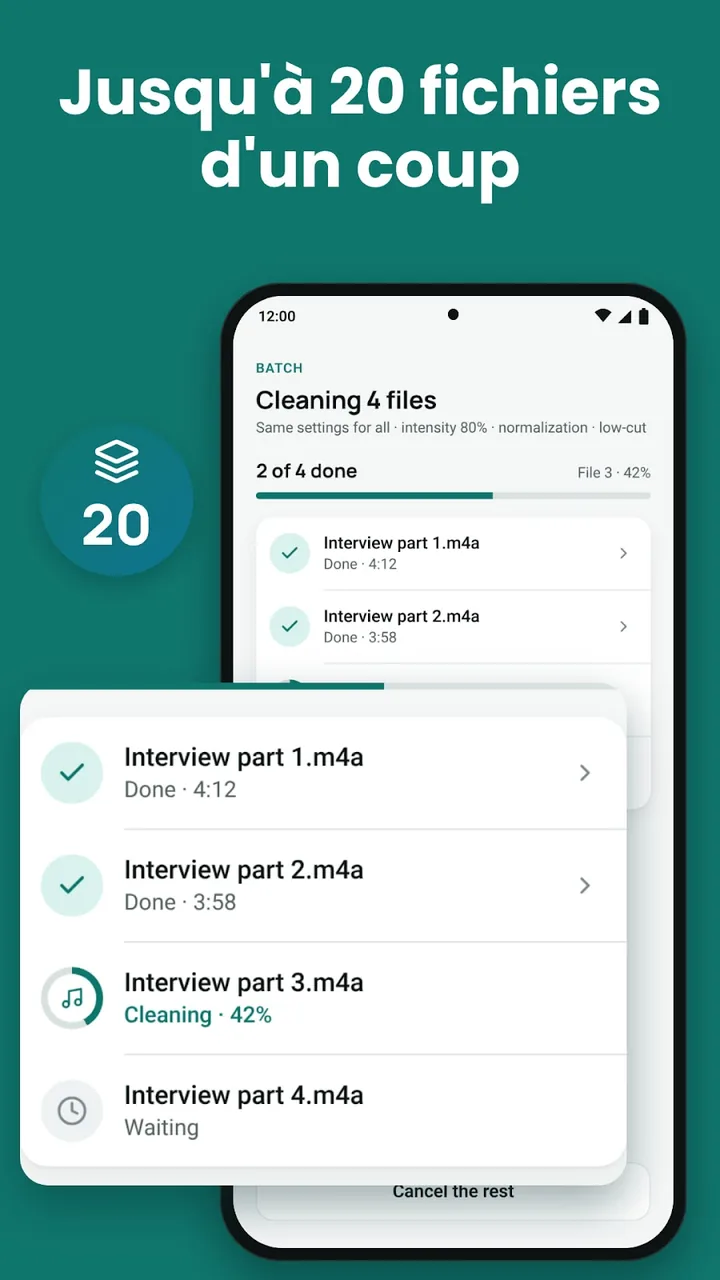 Jusqu'à 20 fichiers
d'un coup
12:00
BATCH
Cleaning 4 files
Same settings for all · intensity 80% · normalization · low-cut
2 of 4 done
File 3 · 42%
20
Interview part 1.m4a
Done · 4:12
Interview part 2.m4a
Done · 3:58
Interview part 1.m4a
Done · 4:12
Interview part 2.m4a
Done · 3:58
Interview part 3.m4a
Cleaning · 42%
Interview part 4.m4a
Waiting
Cancel the rest